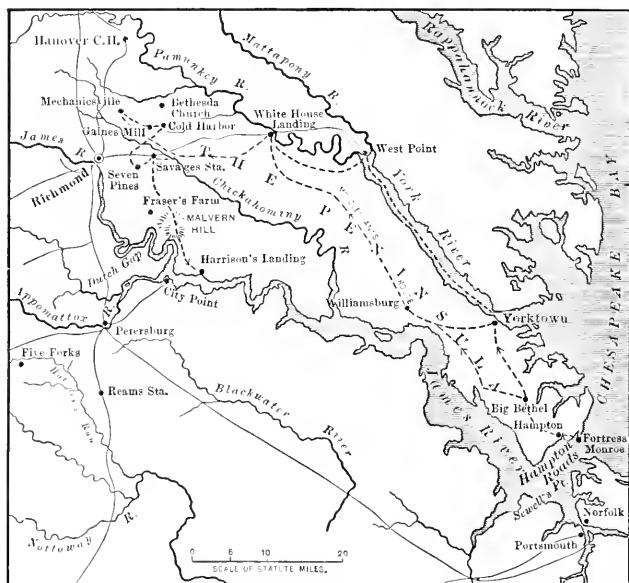 Hanover C.H.
Pamunkey R.
Mattapony R.
Rappahannock River
Mechanicsville
Bethesda Church
Gaines Mill
Cold Harbor
White House Landing
West Point
James R.
Richmond
Savages Sta.
Seven Pines
THE PENINSULA
Chickahominy R.
York River
CHESAPEAKE BAY
Fraser's Farm
MALVERN HILL
Dutch Gap
Harrison's Landing
City Point
Appomattox R.
Petersburg
Williamsburg
Yorktown
Five Forks
Hatchers Run
Reams Sta.
Blackwater River
James River
Big Bethel
Hampton
Fortress Monroe
Hampton Roads
Sewell's Pt.
Norfolk
Portsmouth
Nottoway R.
0 5 10 20
SCALE OF STATUTE MILES.